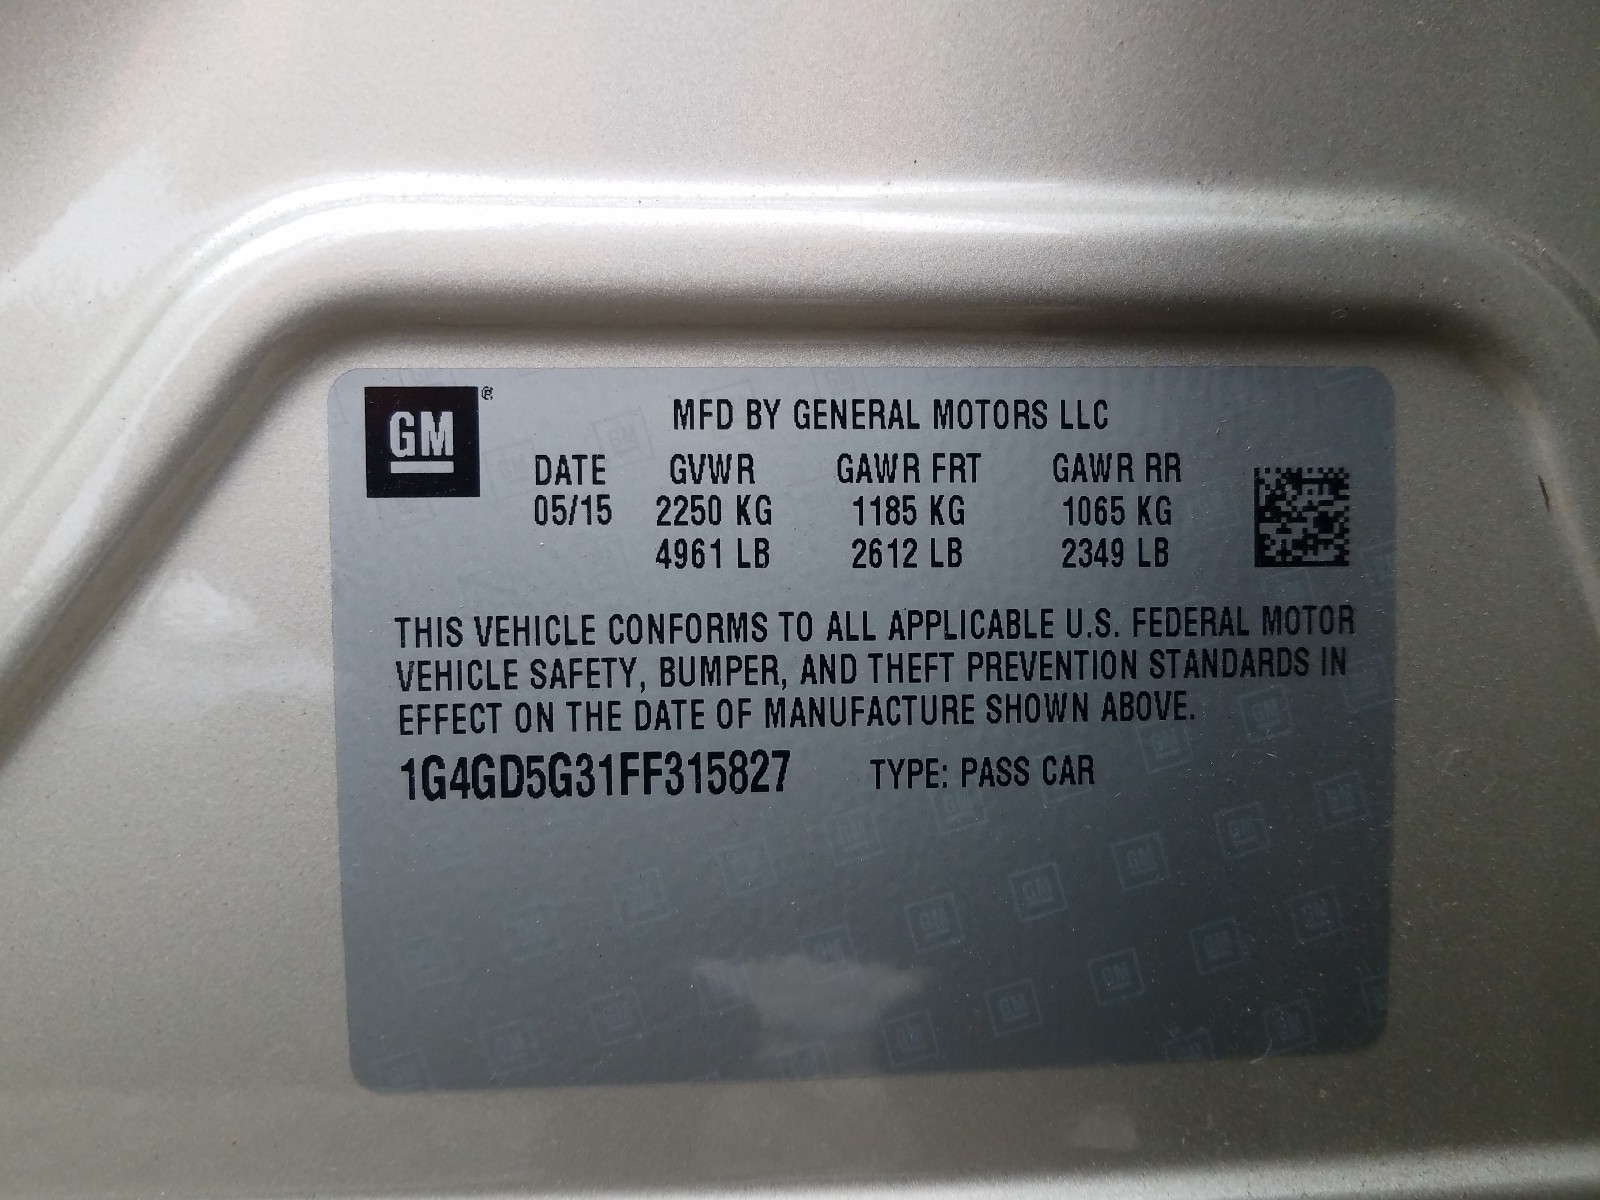 GM®
MFD BY GENERAL MOTORS LLC
DATE GVWR GAWR FRT GAWR RR
05/15 2250 KG 1185 KG 1065 KG
4961 LB 2612 LB 2349 LB
THIS VEHICLE CONFORMS TO ALL APPLICABLE U.S. FEDERAL MOTOR
VEHICLE SAFETY, BUMPER, AND THEFT PREVENTION STANDARDS IN
EFFECT ON THE DATE OF MANUFACTURE SHOWN ABOVE.
1G4GD5G31FF315827 TYPE: PASS CAR